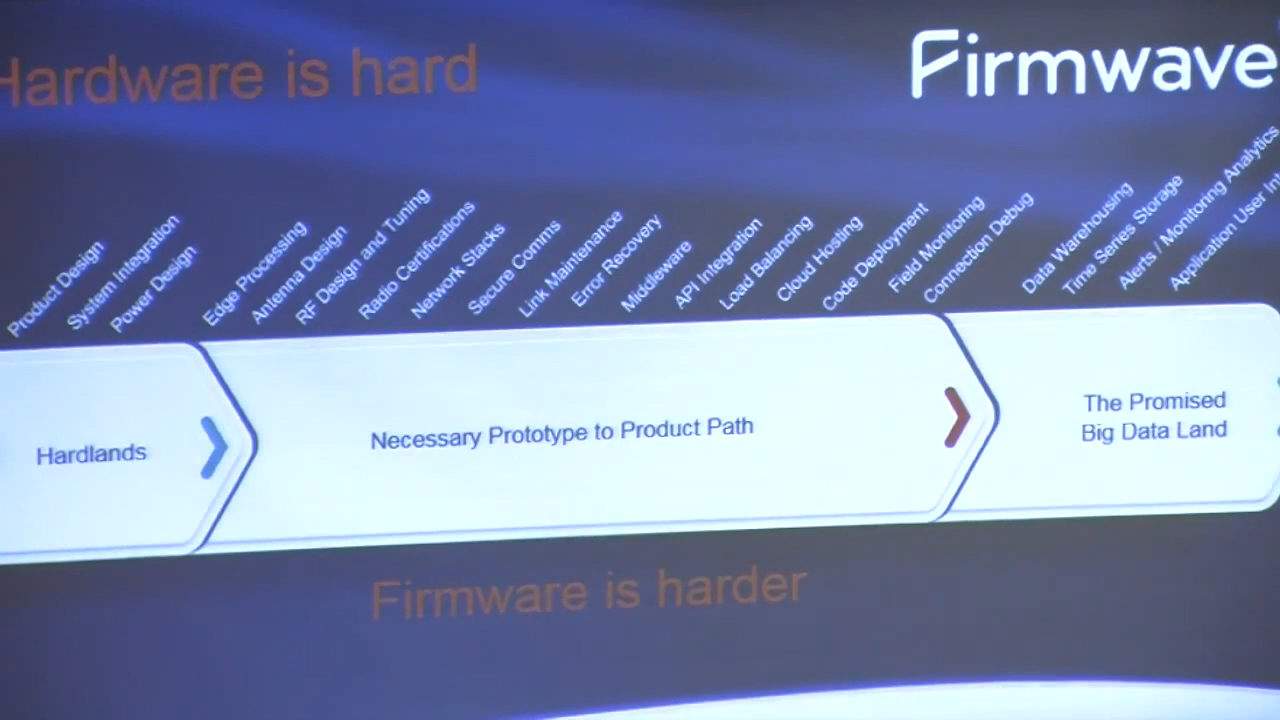 Hardware is hard
Firmwave
Product Design
System Integration
Power Design
Edge Processing
Antenna Design
RF Design and Tuning
Radio Certifications
Network Stacks
Secure Comms
Link Maintenance
Error Recovery
Middleware
API Integration
Load Balancing
Cloud Hosting
Code Deployment
Field Monitoring
Connection Debug
Data Warehousing
Time Series Storage
Alerts / Monitoring Analytics
Application User
Hardlands
Necessary Prototype to Product Path
The Promised
Big Data Land
Firmware is harder